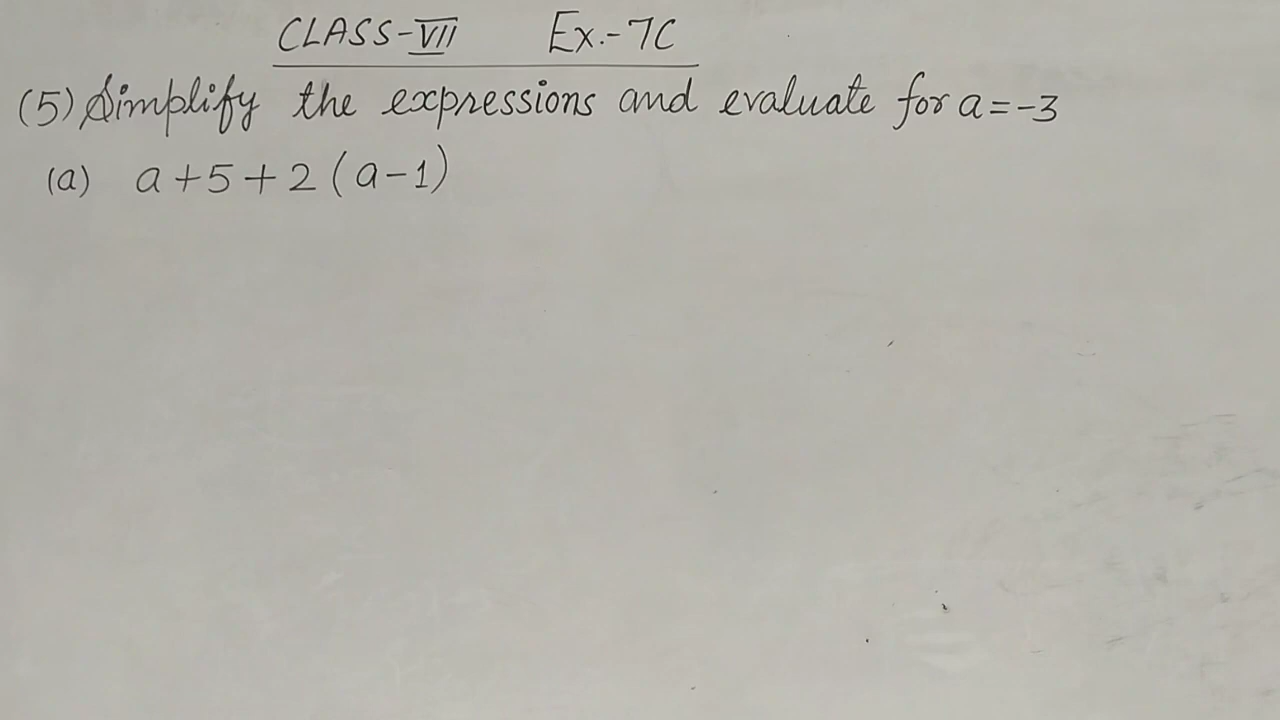 CLASS-VII Ex.-7C
(5) Simplify the expressions and evaluate for a=-3
(a) a+5+2(a-1)